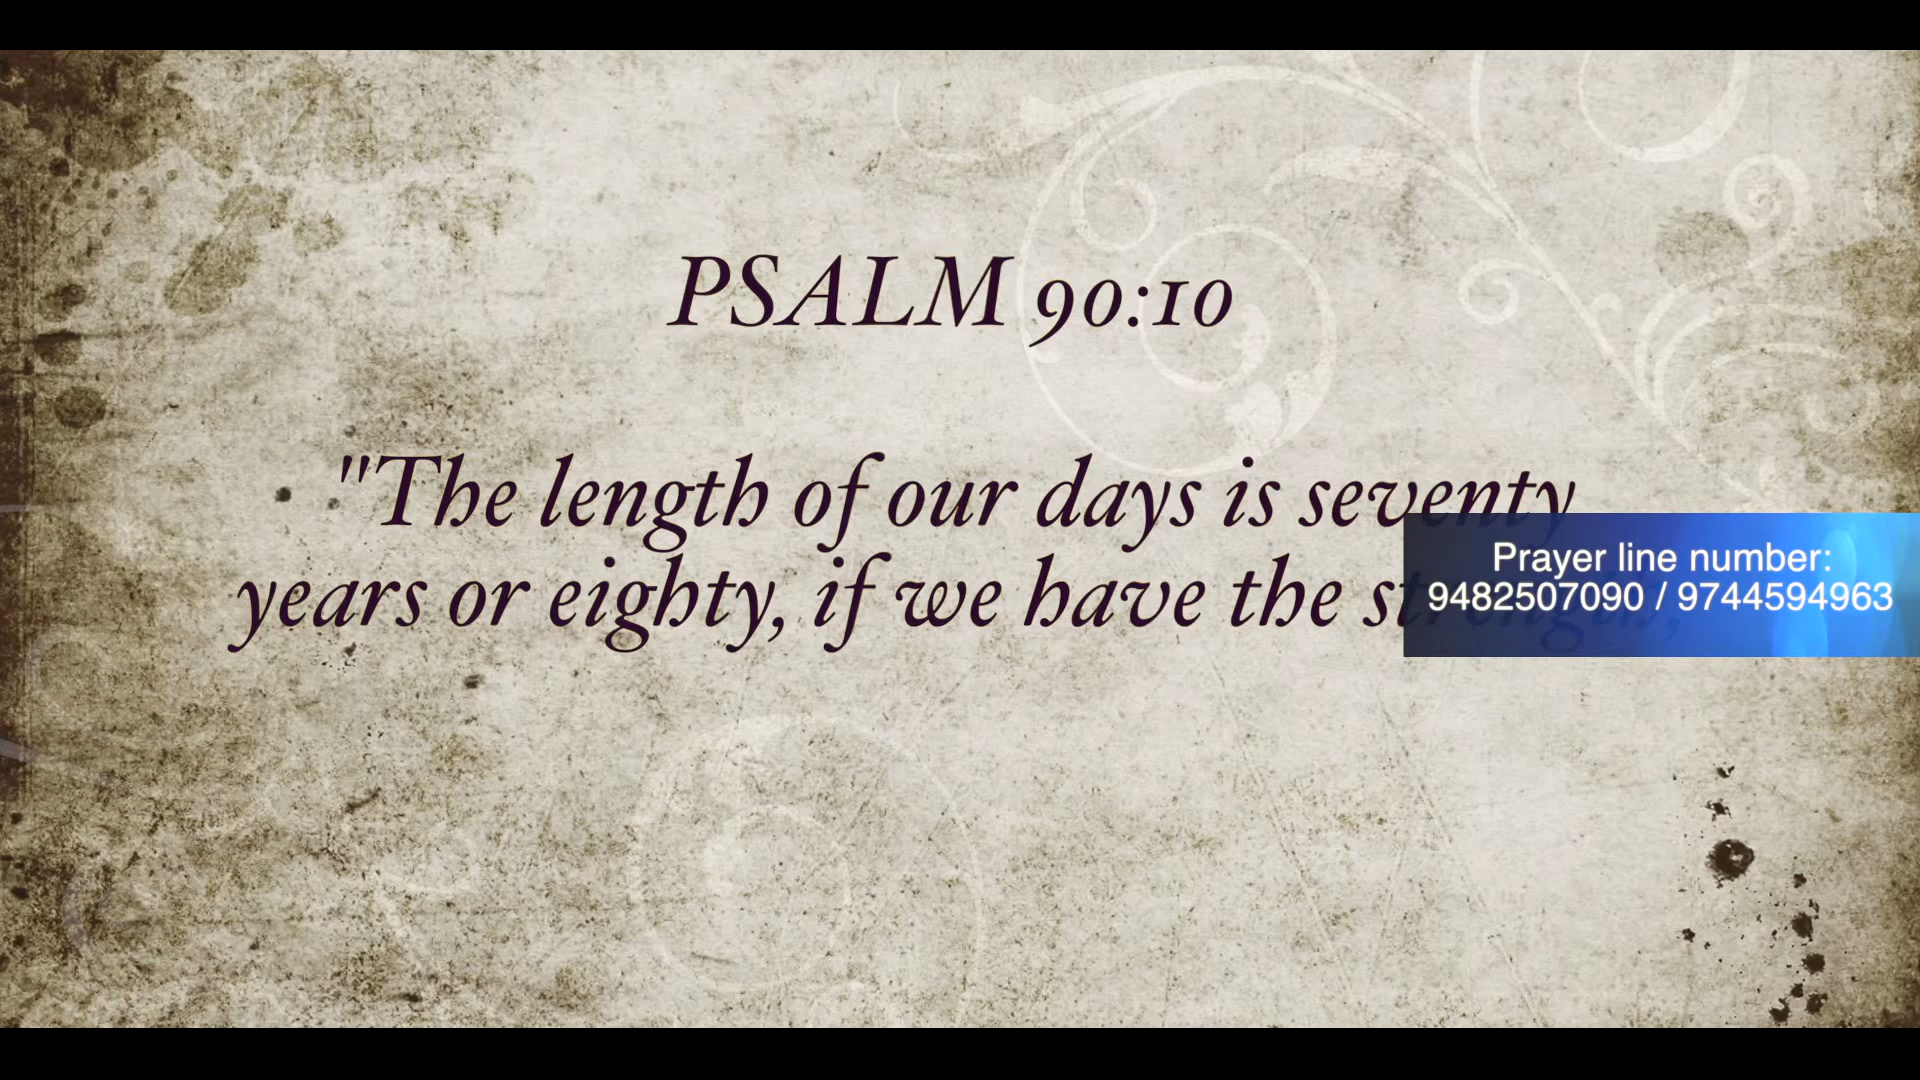 PSALM 90:10
"The length of our days is seventy
years or eighty, if we have the strength,
Prayer line number:
9482507090 / 9744594963